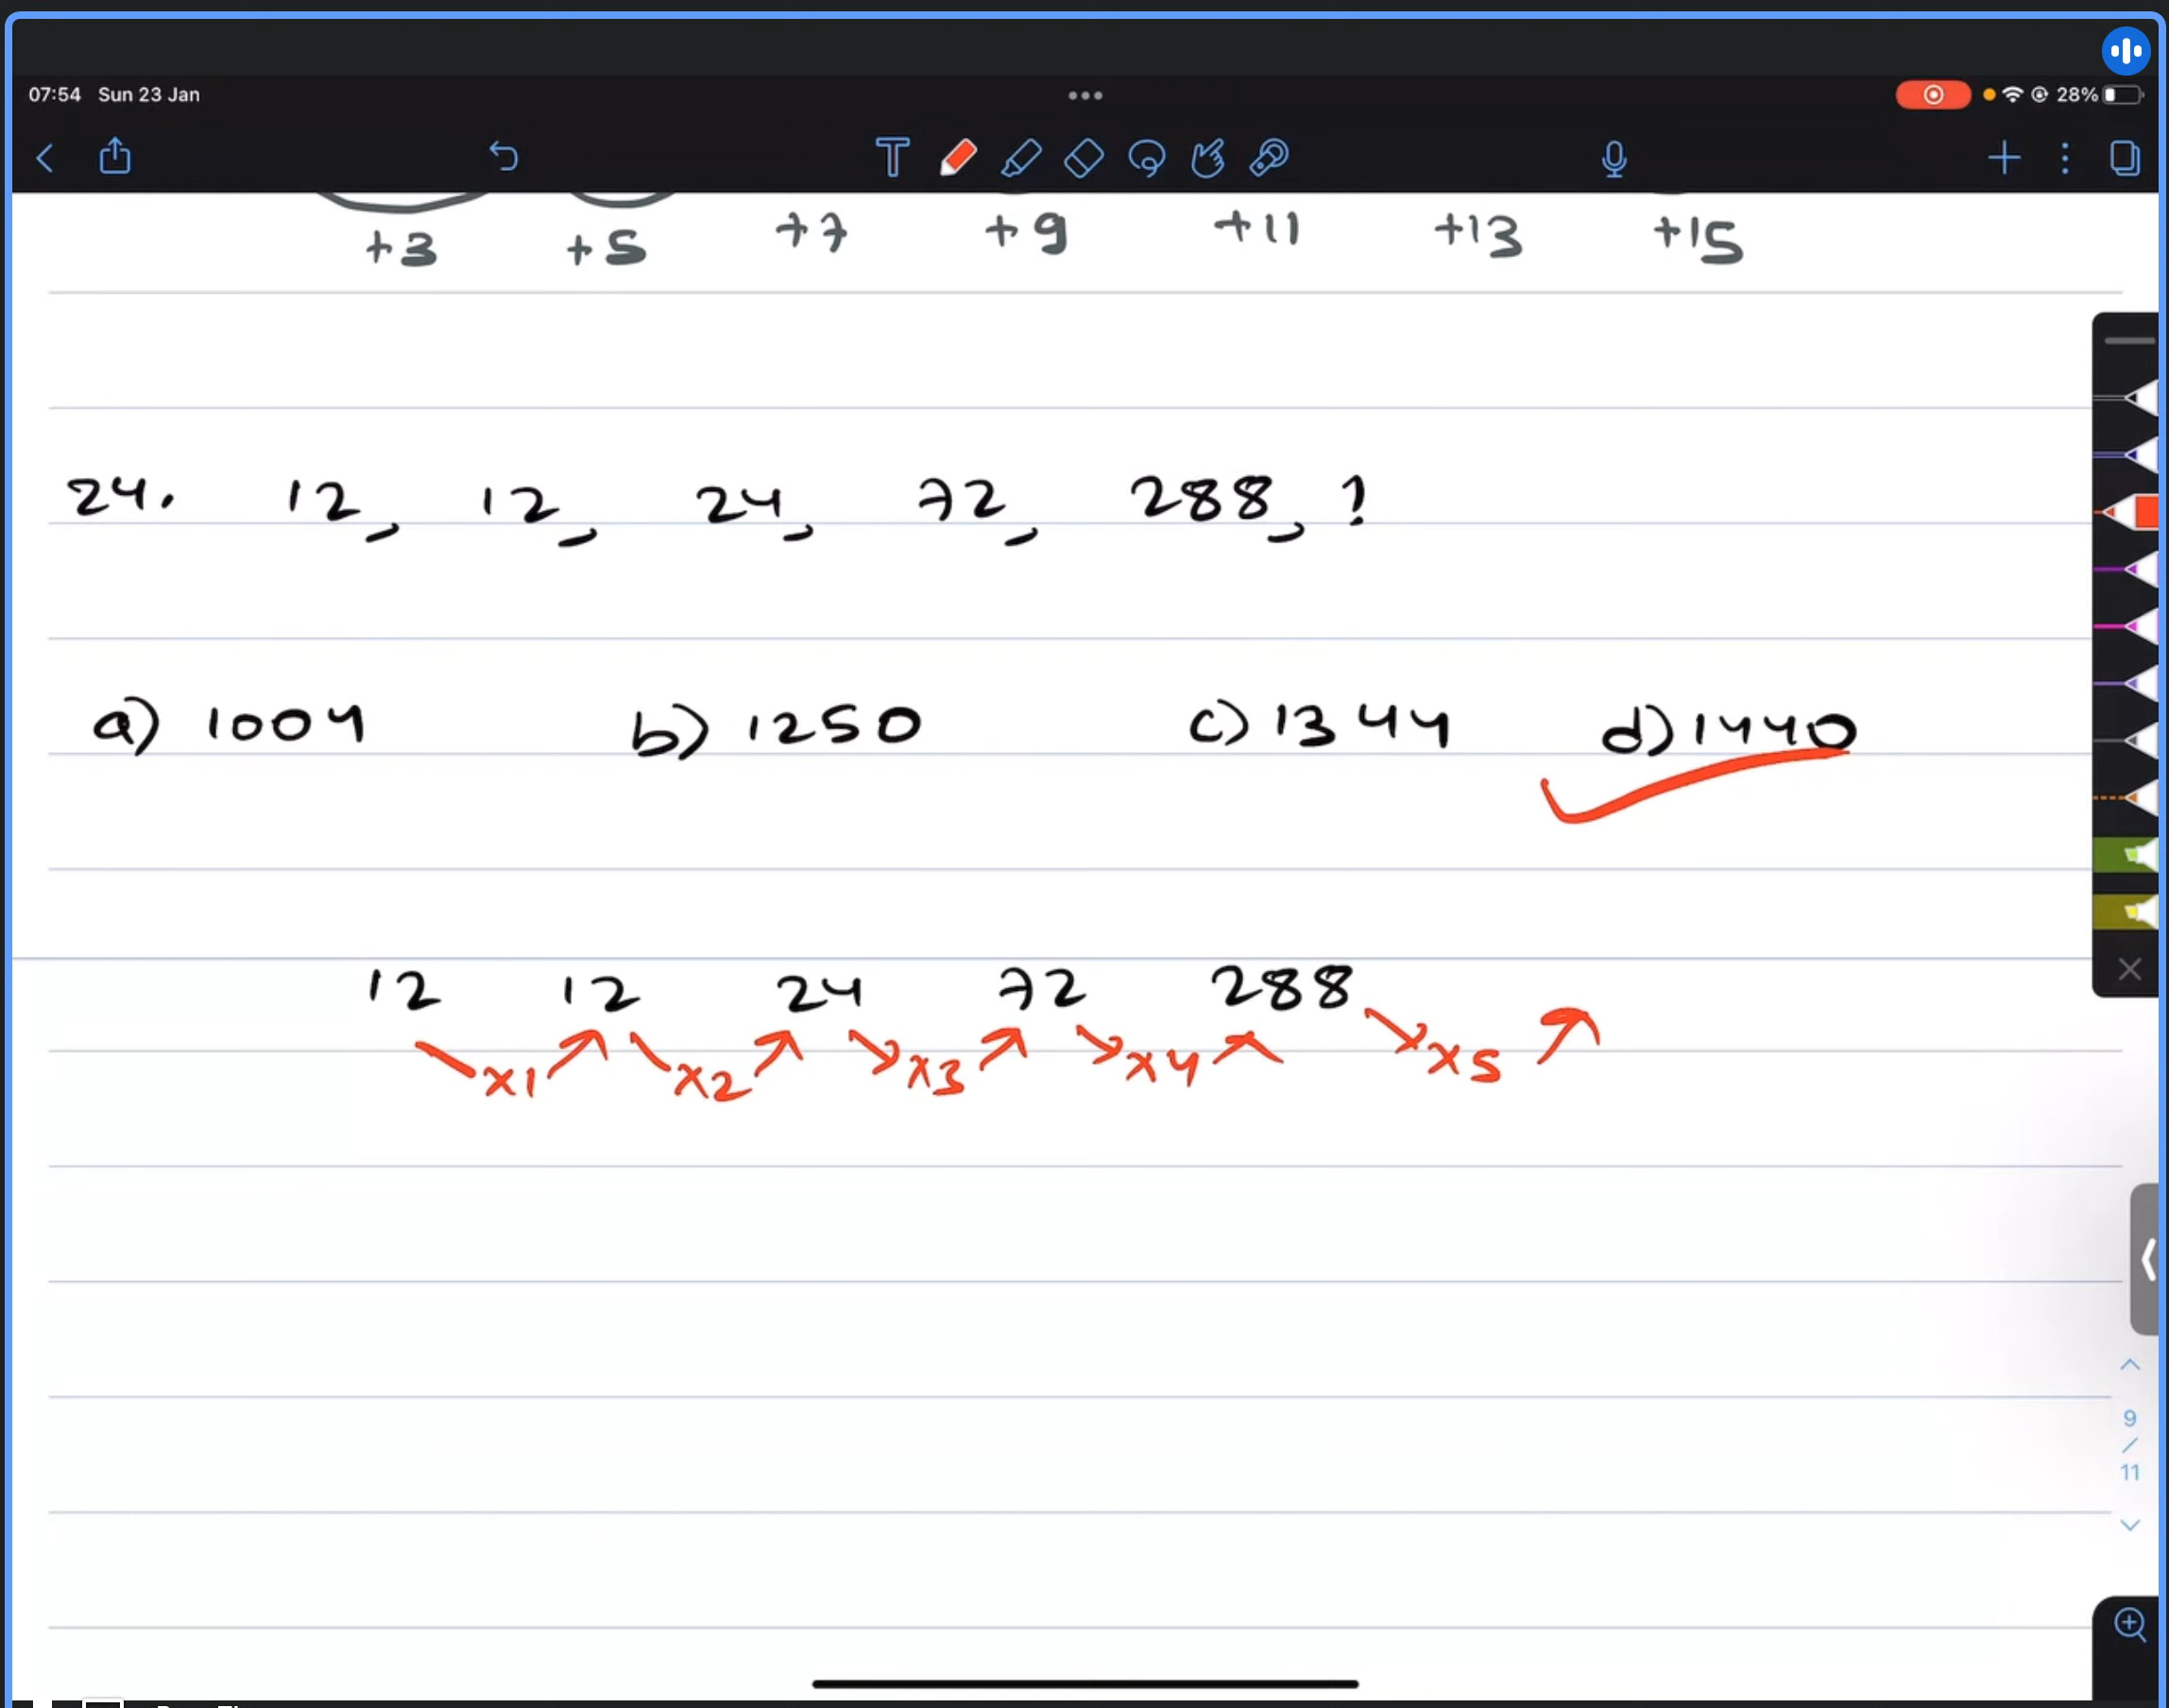 07:54 Sun 23 Jan
28%
T
+3 +5 +7 +9 +11 +13 +15
24. 12, 12, 24, 72, 288, ?
a) 1004 b) 1250 c) 1344 d) 1440
12 12 24 72 288
x1 x2 x3 x4 x5
9
/
11